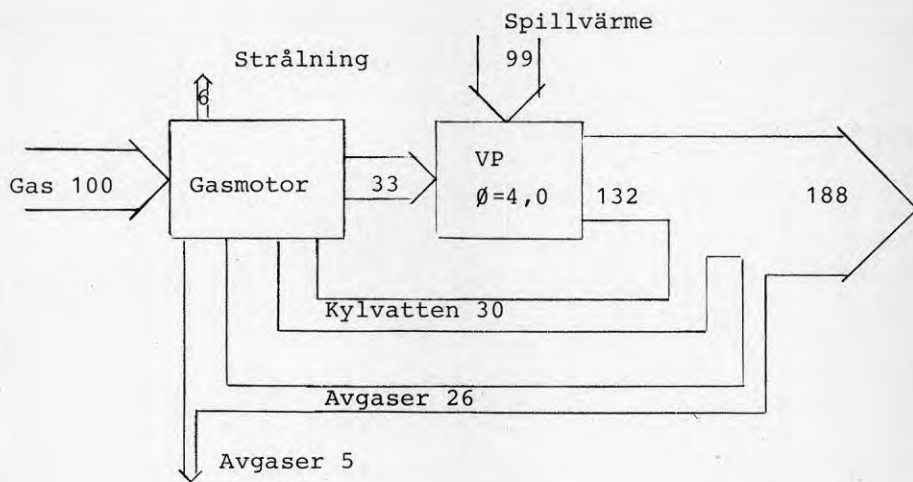 Spillvärme
99
Strålning
6
Gas 100
Gasmotor
33
VP
Ø=4,0
132
188
Kylvatten 30
Avgaser 26
Avgaser 5